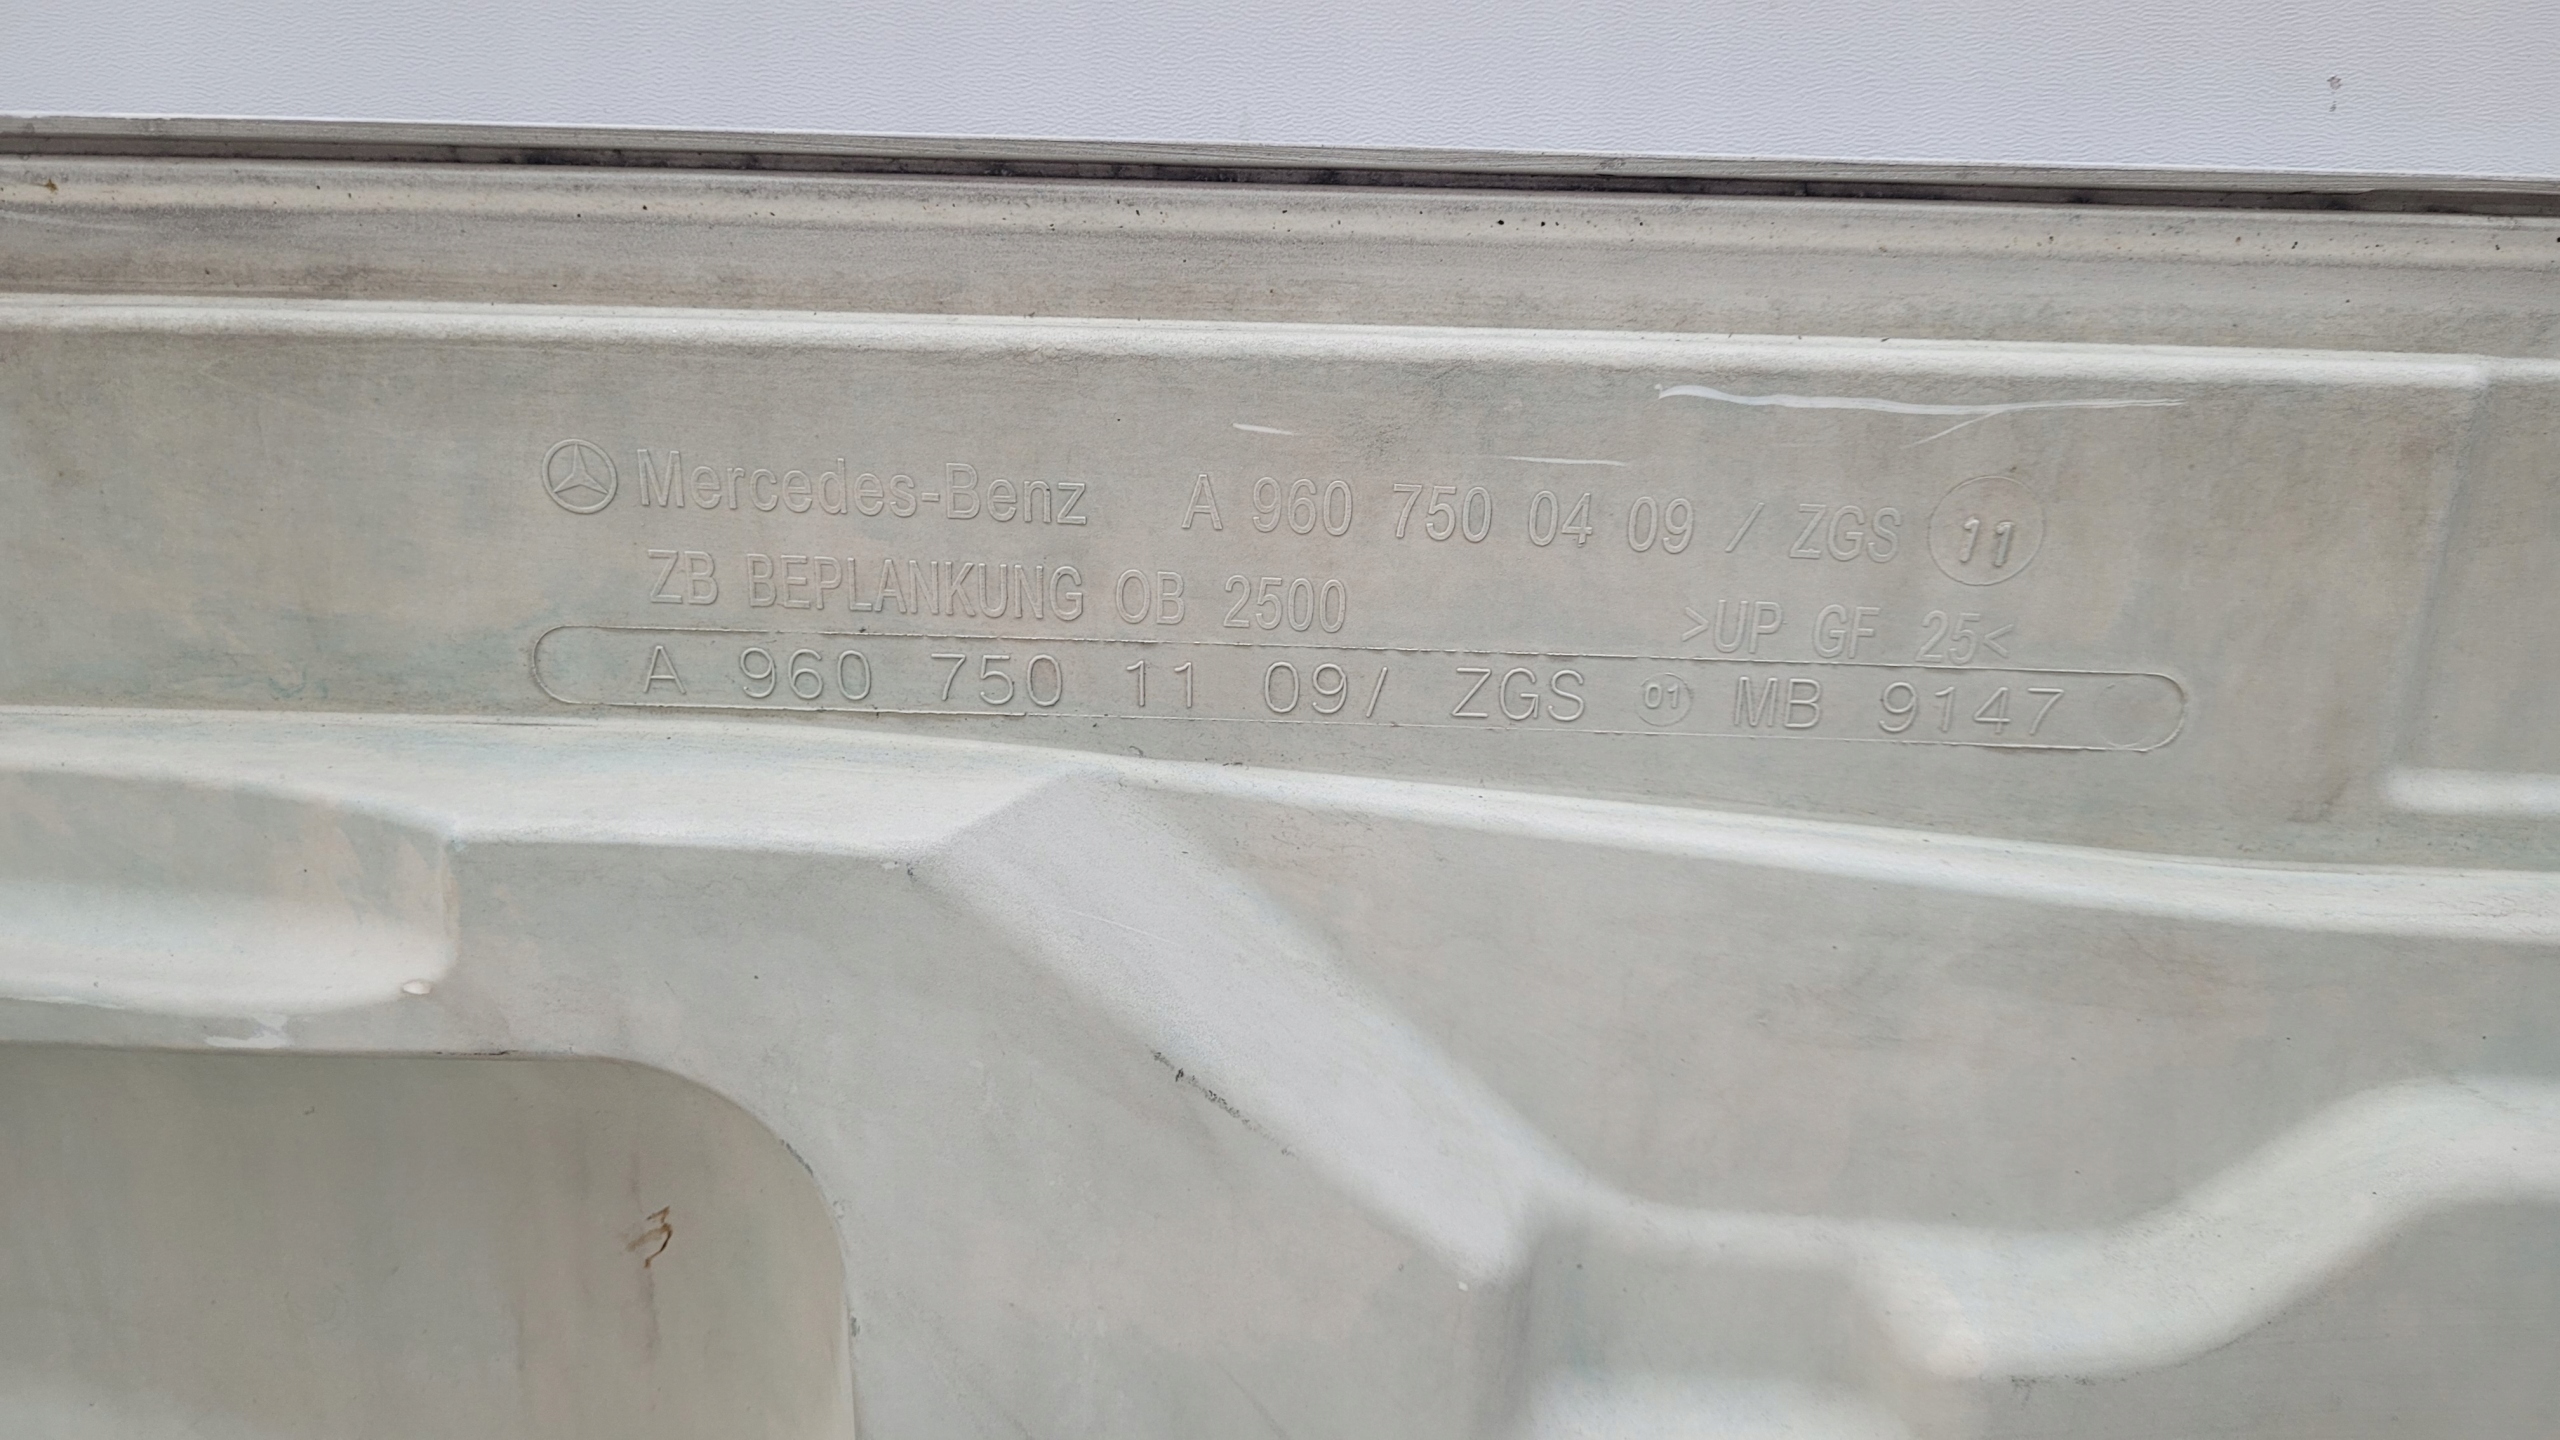 Mercedes-Benz A 960 750 04 09 / ZGS 11
ZB BEPLANKUNG OB 2500 >UP GF 25<
A 960 750 11 09/ ZGS 01 MB 9147